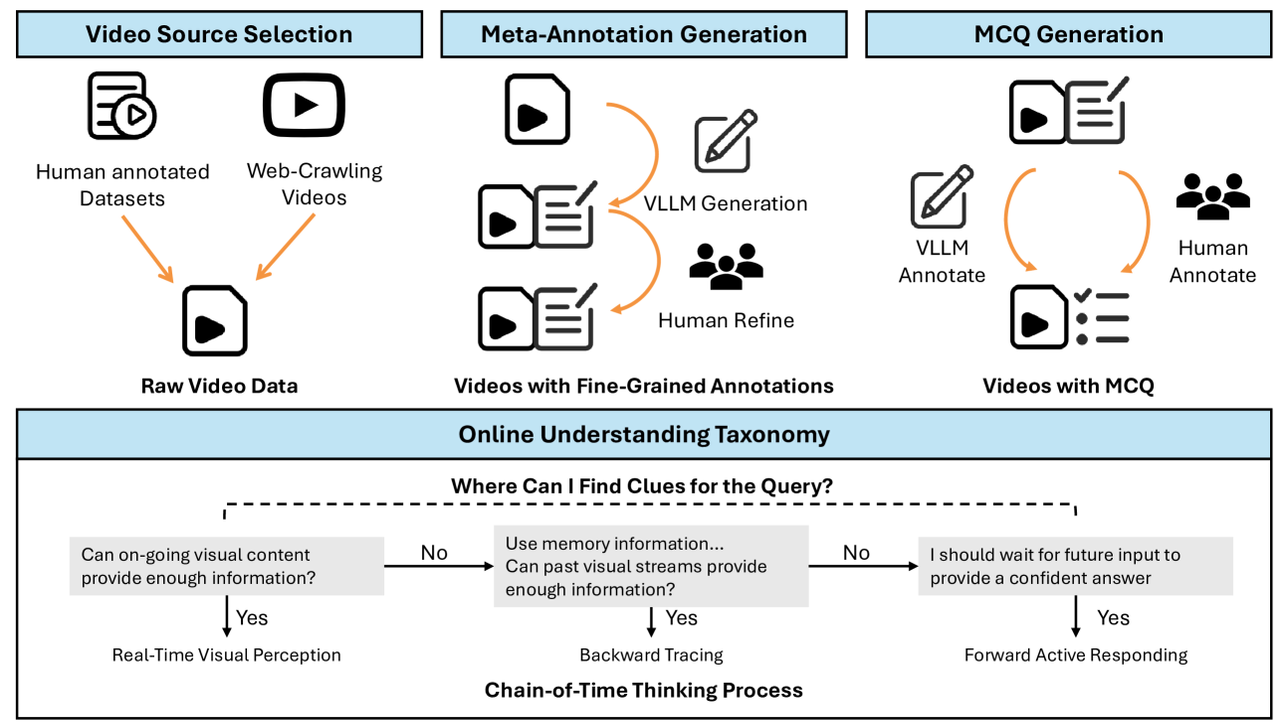 Video Source Selection
Human annotated
Datasets
Web-Crawling
Videos
Raw Video Data
Meta-Annotation Generation
VLLM Generation
Human Refine
Videos with Fine-Grained Annotations
MCQ Generation
VLLM
Annotate
Human
Annotate
Videos with MCQ
Online Understanding Taxonomy
Where Can I Find Clues for the Query?
Can on-going visual content
provide enough information?
No
Use memory information...
Can past visual streams provide
enough information?
No
I should wait for future input to
provide a confident answer
Yes
Yes
Yes
Real-Time Visual Perception
Backward Tracing
Forward Active Responding
Chain-of-Time Thinking Process